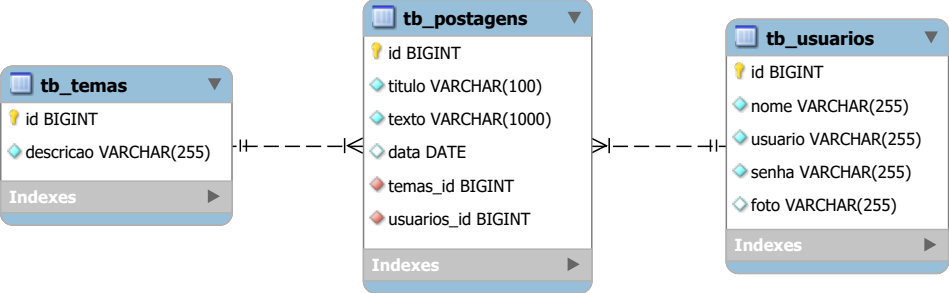 tb_temas
id BIGINT
descricao VARCHAR(255)
Indexes
tb_postagens
id BIGINT
titulo VARCHAR(100)
texto VARCHAR(1000)
data DATE
temas_id BIGINT
usuarios_id BIGINT
Indexes
tb_usuarios
id BIGINT
nome VARCHAR(255)
usuario VARCHAR(255)
senha VARCHAR(255)
foto VARCHAR(255)
Indexes